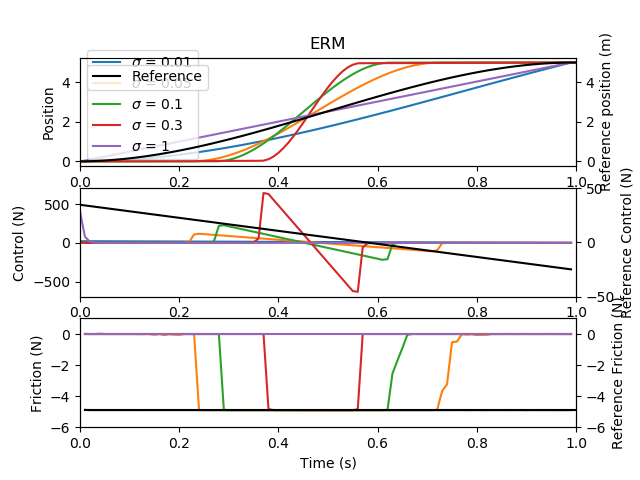 ERM
σ = 0.01
Reference
σ = 0.05
σ = 0.1
σ = 0.3
σ = 1
Position
Reference position (m)
4
2
0
4
2
0
0.0 0.2 0.4 0.6 0.8 1.0
Control (N)
Reference Control (N)
500
0
−500
50
0
−50
0.0 0.2 0.4 0.6 0.8 1.0
Friction (N)
Reference Friction (N)
0
−2
−4
−6
0
−2
−4
−6
0.0 0.2 0.4 0.6 0.8 1.0
Time (s)